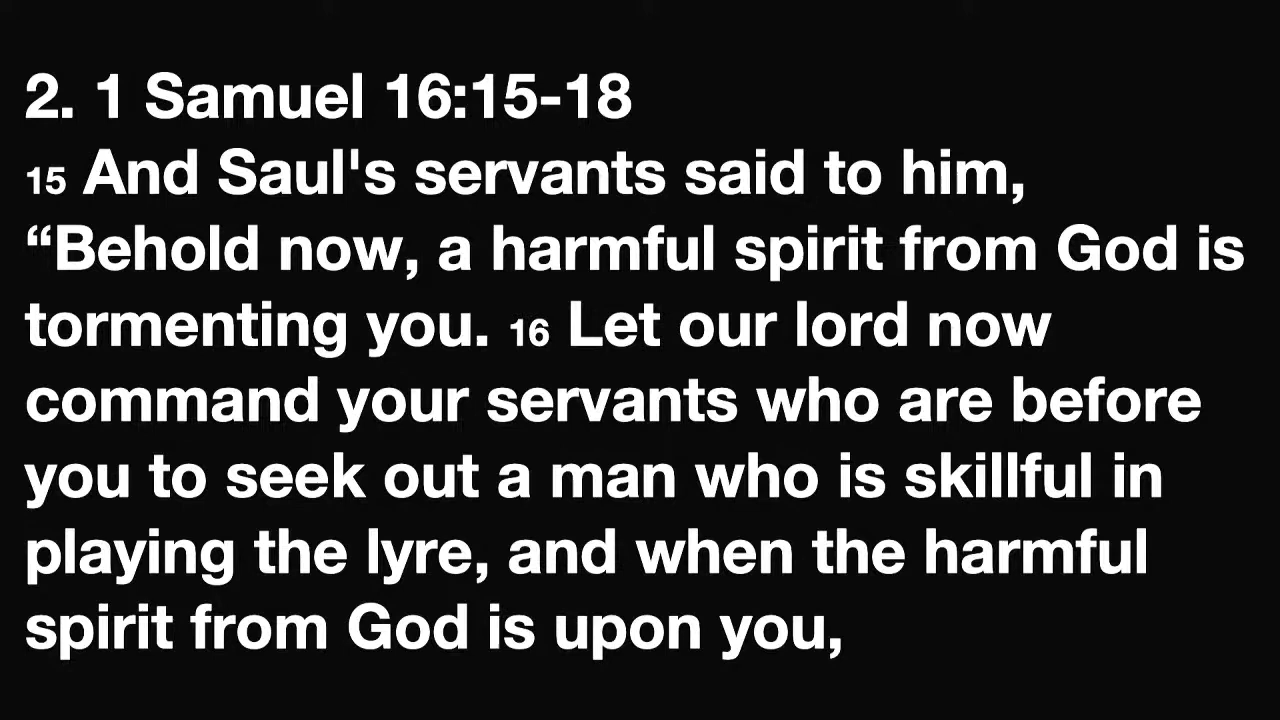 2. 1 Samuel 16:15-18
15 And Saul's servants said to him,
“Behold now, a harmful spirit from God is
tormenting you. 16 Let our lord now
command your servants who are before
you to seek out a man who is skillful in
playing the lyre, and when the harmful
spirit from God is upon you,